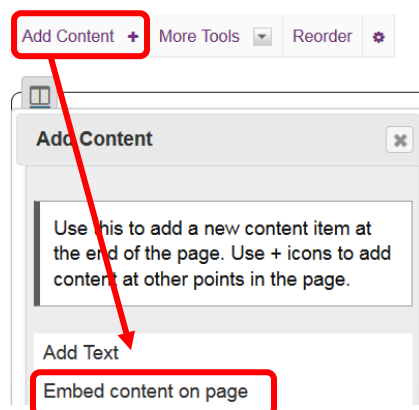 Add Content + More Tools Reorder
Add Content
Use this to add a new content item at
the end of the page. Use + icons to add
content at other points in the page.
Add Text
Embed content on page